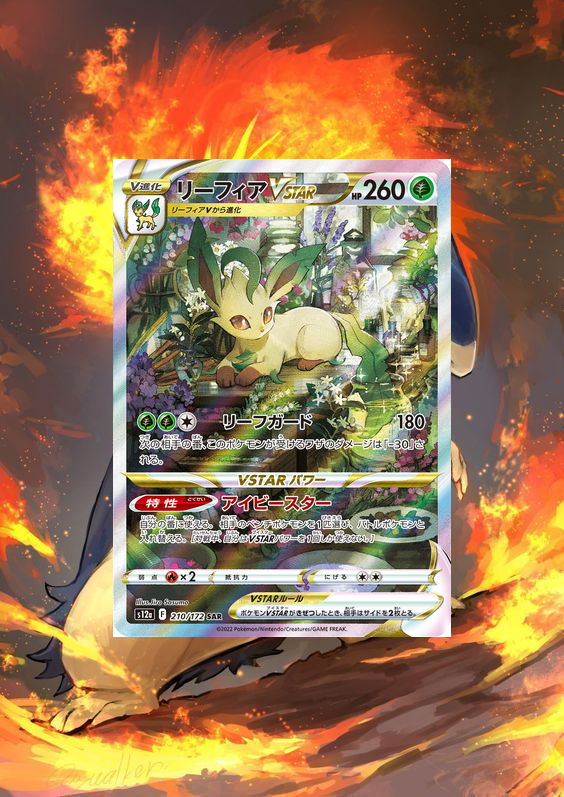 V進化
リーフィアVSTAR
HP 260
リーフィアVから進化
リーフガード 180
次の相手の番、このポケモンが受けるワザのダメージは「-30」される。
VSTARパワー
特性 とくせい アイビースター
自分の番に使える。相手のベンチポケモンを1匹選び、バトルポケモンと
入れ替える。[対戦中、自分はVSTARパワーを1回しか使えない。]
弱点 ×2 抵抗力 にげる
Illus. Jiro Sasumo
VSTARルール
ポケモンVSTARがきぜつしたとき、相手はサイドを2枚とる。
s12a F 210/172 SAR
©2022 Pokémon/Nintendo/Creatures/GAME FREAK.